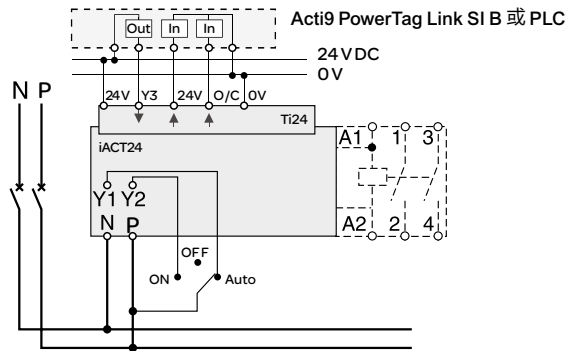 Acti9 PowerTag Link SI B 或 PLC
Out In In
24 V DC
0 V
N P
24V Y3 24V O/C 0V
Ti24
iACT24
A1 1 3
Y1 Y2
N P
A2 2 4
OFF
ON Auto